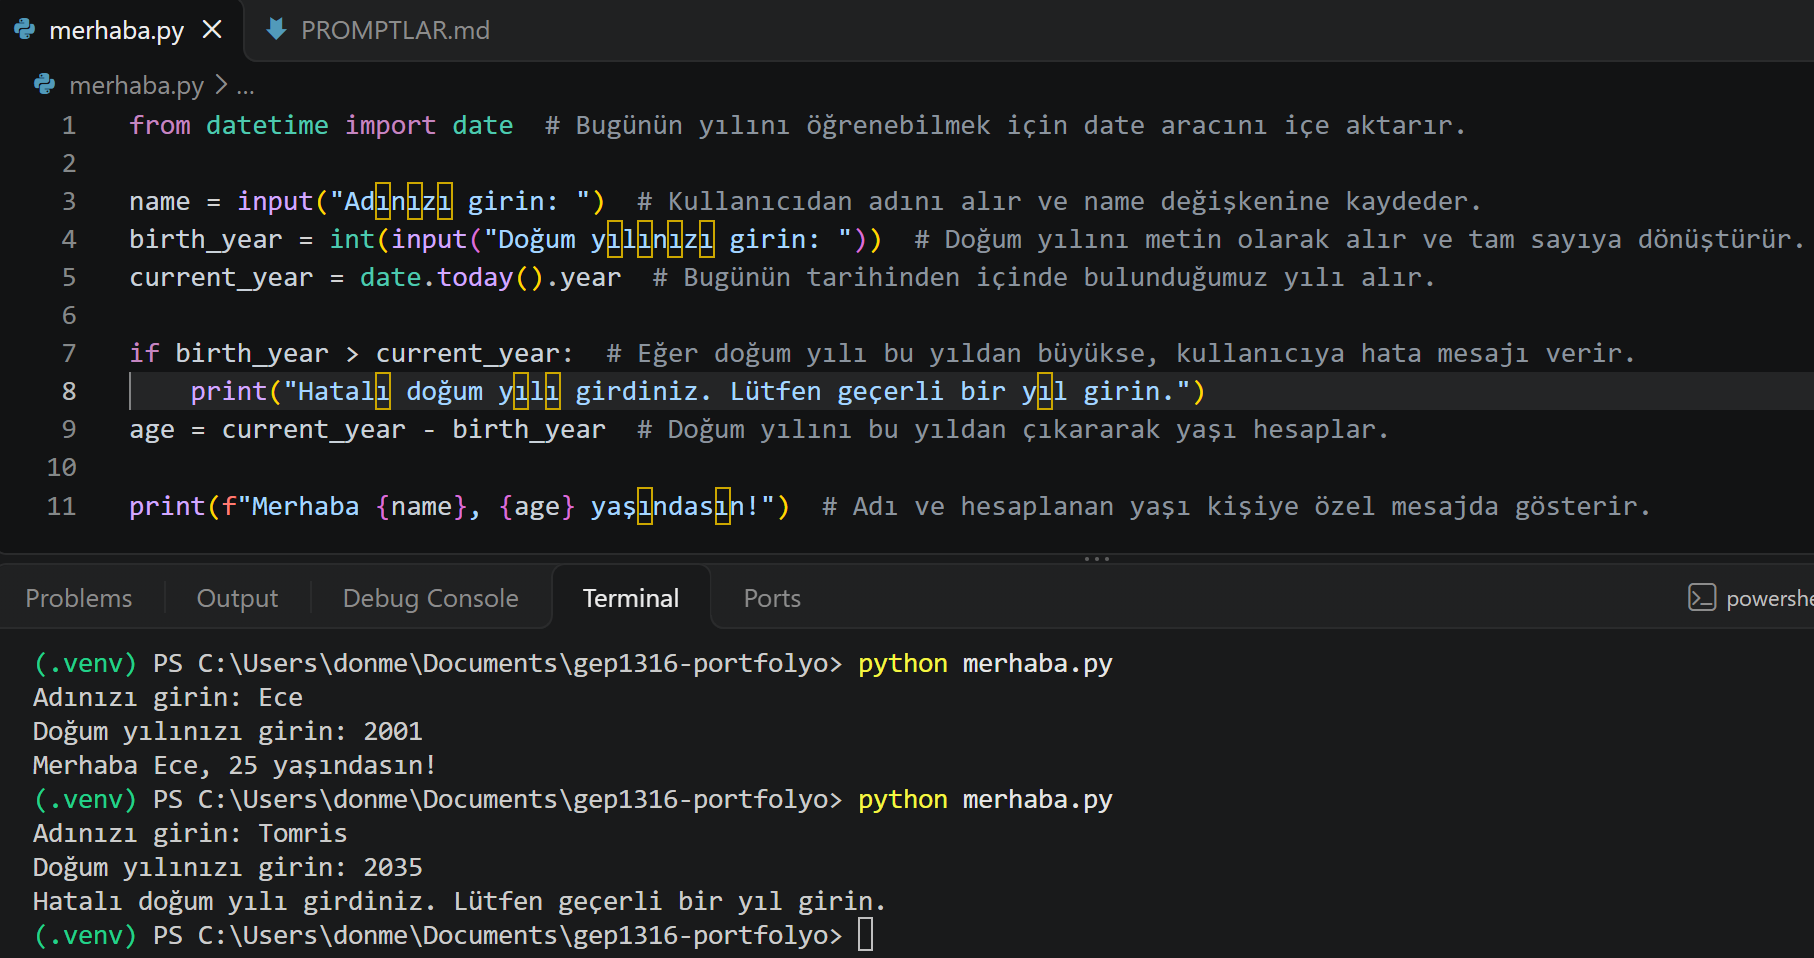 merhaba.py
PROMPTLAR.md
merhaba.py > ...
1 from datetime import date  # Bugünün yılını öğrenebilmek için date aracını içe aktarır.
2
3 name = input("Adınızı girin: ")  # Kullanıcıdan adını alır ve name değişkenine kaydeder.
4 birth_year = int(input("Doğum yılınızı girin: "))  # Doğum yılını metin olarak alır ve tam sayıya dönüştürür.
5 current_year = date.today().year  # Bugünün tarihinden içinde bulunduğumuz yılı alır.
6
7 if birth_year > current_year:  # Eğer doğum yılı bu yıldan büyükse, kullanıcıya hata mesajı verir.
8     print("Hatalı doğum yılı girdiniz. Lütfen geçerli bir yıl girin.")
9 age = current_year - birth_year  # Doğum yılını bu yıldan çıkararak yaşı hesaplar.
10
11 print(f"Merhaba {name}, {age} yaşındasın!")  # Adı ve hesaplanan yaşı kişiye özel mesajda gösterir.
Problems Output Debug Console Terminal Ports powershe
(.venv) PS C:\Users\donme\Documents\gep1316-portfolyo> python merhaba.py
Adınızı girin: Ece
Doğum yılınızı girin: 2001
Merhaba Ece, 25 yaşındasın!
(.venv) PS C:\Users\donme\Documents\gep1316-portfolyo> python merhaba.py
Adınızı girin: Tomris
Doğum yılınızı girin: 2035
Hatalı doğum yılı girdiniz. Lütfen geçerli bir yıl girin.
(.venv) PS C:\Users\donme\Documents\gep1316-portfolyo>